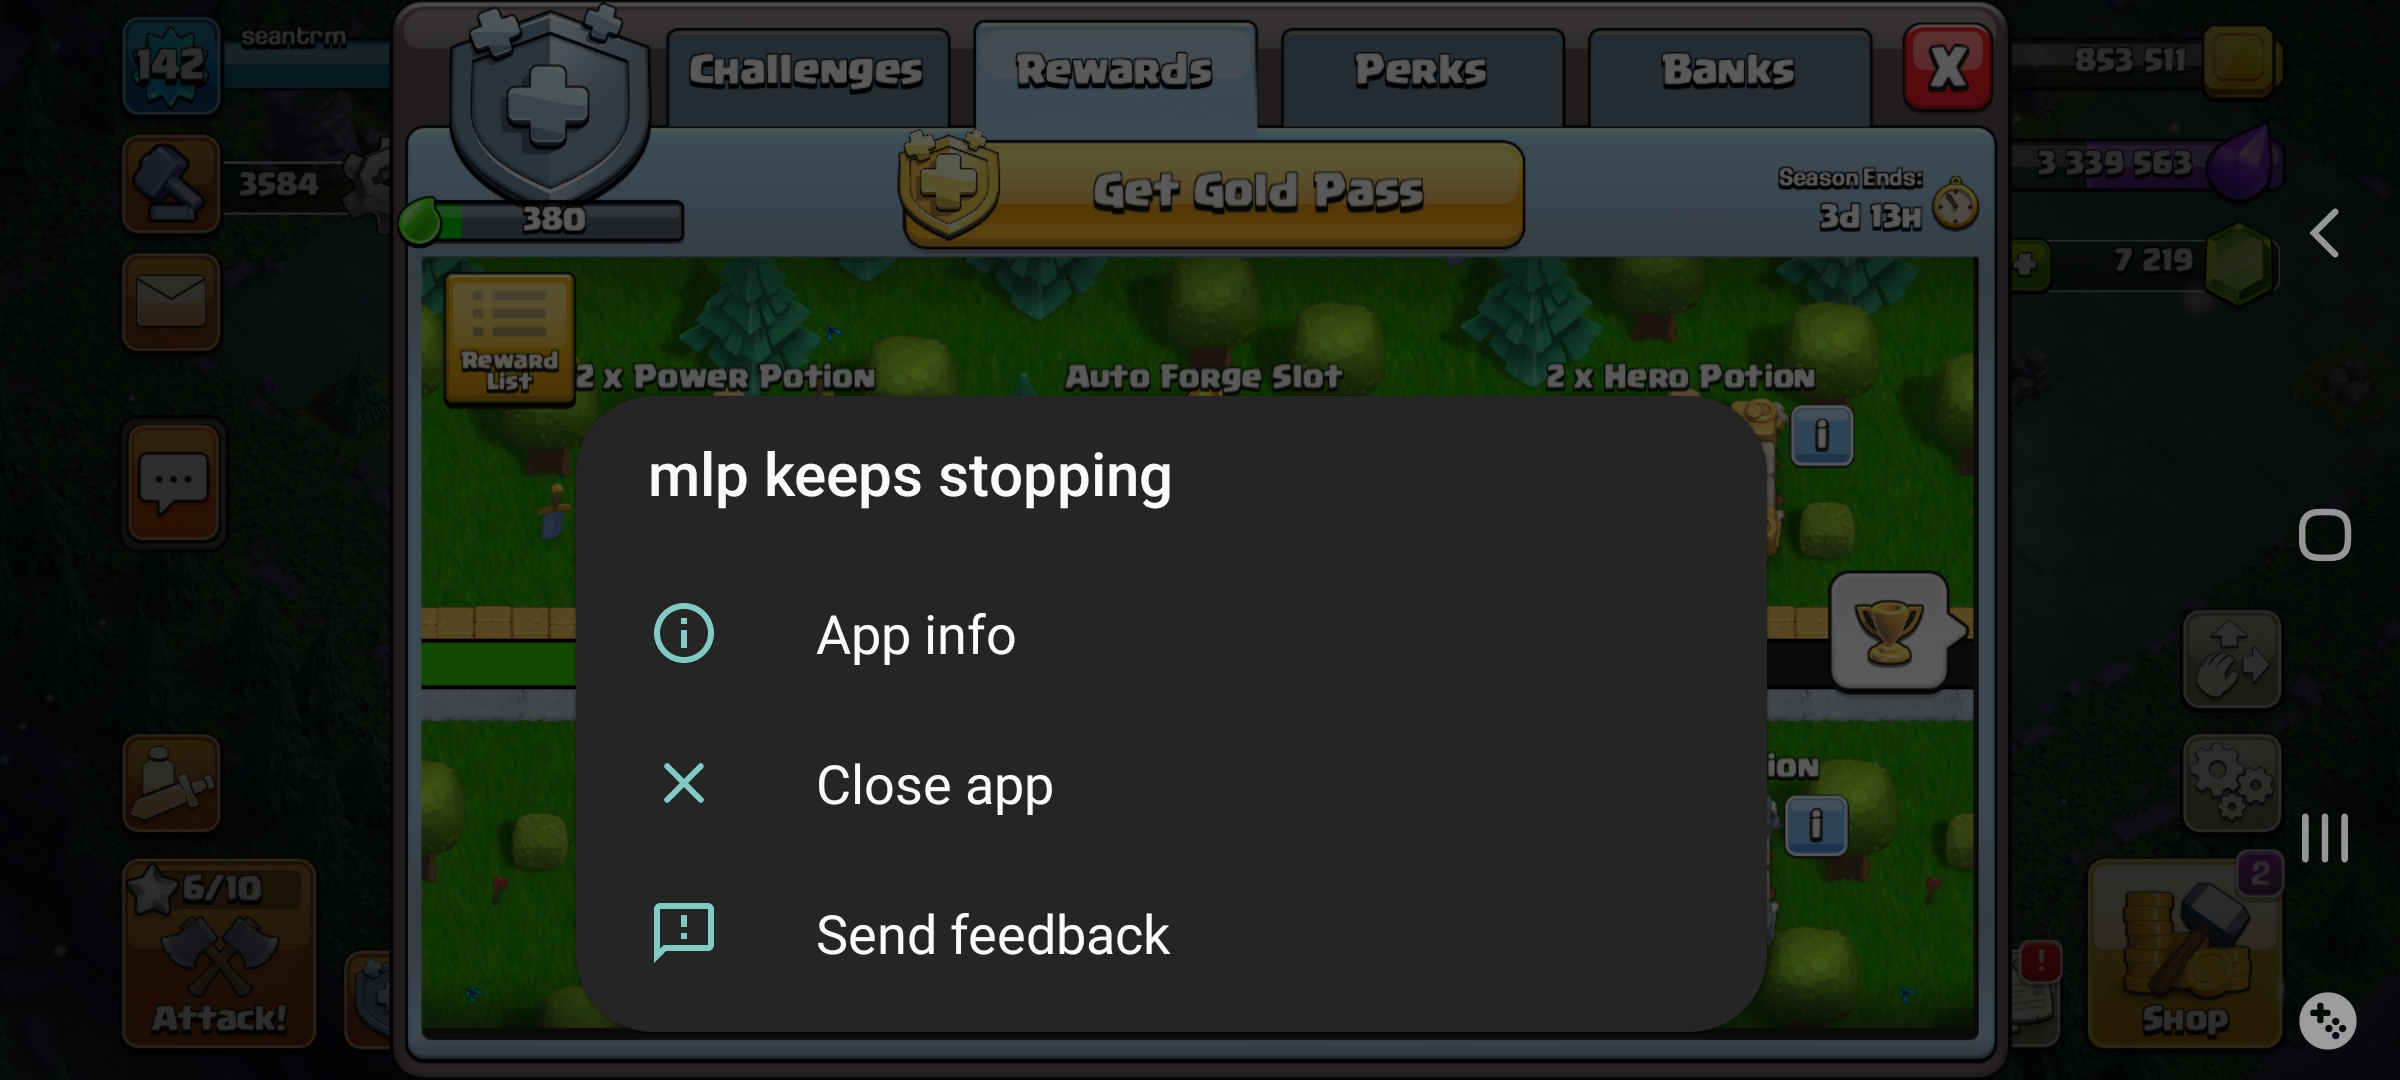 142
seantrm
Challenges
Rewards
Perks
Banks
X
853 511
3584
380
Get Gold Pass
Season Ends:
3d 13H
3 339 563
7 219
Reward
List
2 x Power Potion
Auto Forge Slot
2 x Hero Potion
i
mlp keeps stopping
App info
Close app
Send feedback
ion
i
6/10
Attack!
2
!
Shop